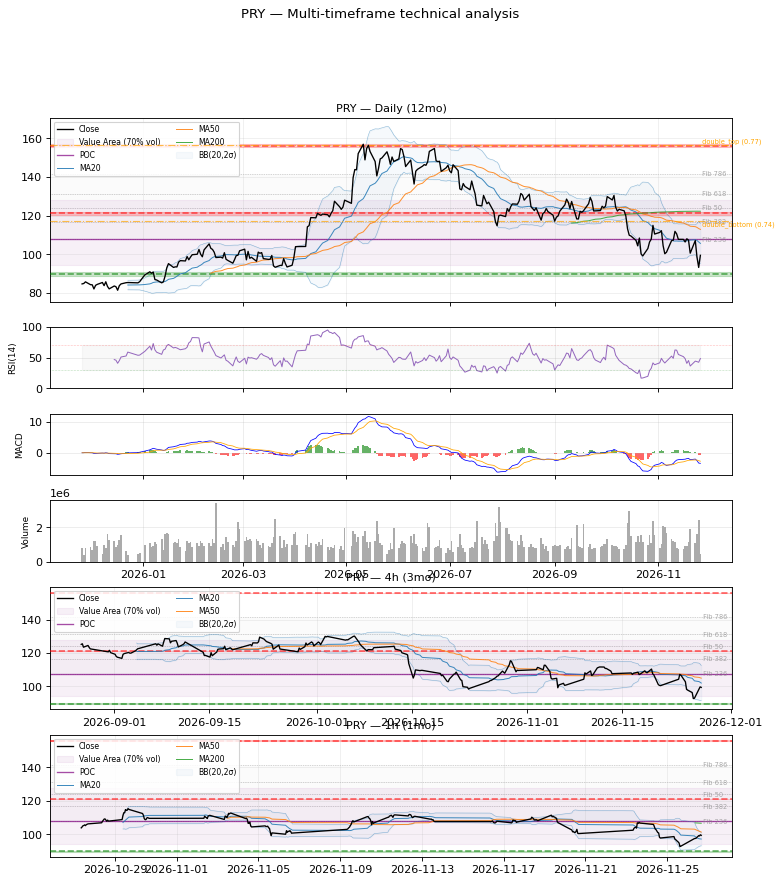 PRY — Multi-timeframe technical analysis
PRY — Daily (12mo)
Close
Value Area (70% vol)
POC
MA20
MA50
MA200
BB(20,2σ)
160
140
120
100
80
double_top (0.77)
Fib 786
Fib 618
Fib 50
Fib 382
double_bottom (0.74)
Fib 236
RSI(14)
100
50
0
MACD
10
0
1e6
Volume
2
0
2026-01
2026-03
2026-05
2026-07
2026-09
2026-11
PRY — 4h (3mo)
Close
Value Area (70% vol)
POC
MA20
MA50
BB(20,2σ)
140
120
100
Fib 786
Fib 618
Fib 50
Fib 382
Fib 236
2026-09-01
2026-09-15
2026-10-01
2026-10-15
2026-11-01
2026-11-15
2026-12-01
PRY — 1h (1mo)
Close
Value Area (70% vol)
POC
MA20
MA50
MA200
BB(20,2σ)
140
120
100
Fib 786
Fib 618
Fib 50
Fib 382
Fib 236
2026-10-29
2026-11-01
2026-11-05
2026-11-09
2026-11-13
2026-11-17
2026-11-21
2026-11-25